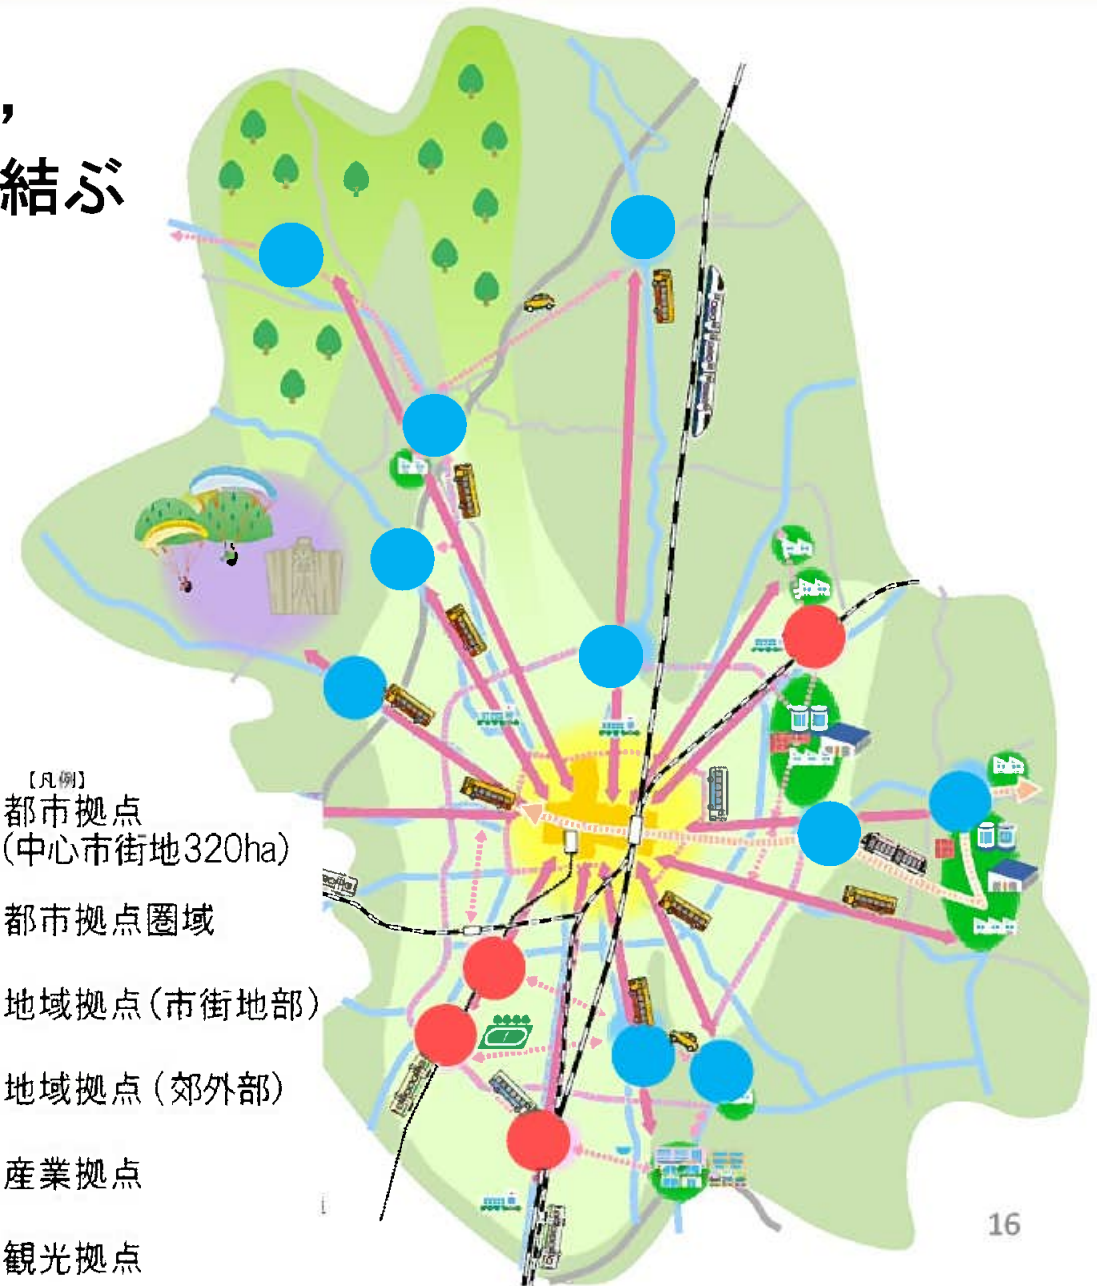 ,
結ぶ
【凡例】
都市拠点
(中心市街地320ha)
都市拠点圏域
地域拠点(市街地部)
地域拠点(郊外部)
産業拠点
観光拠点
16